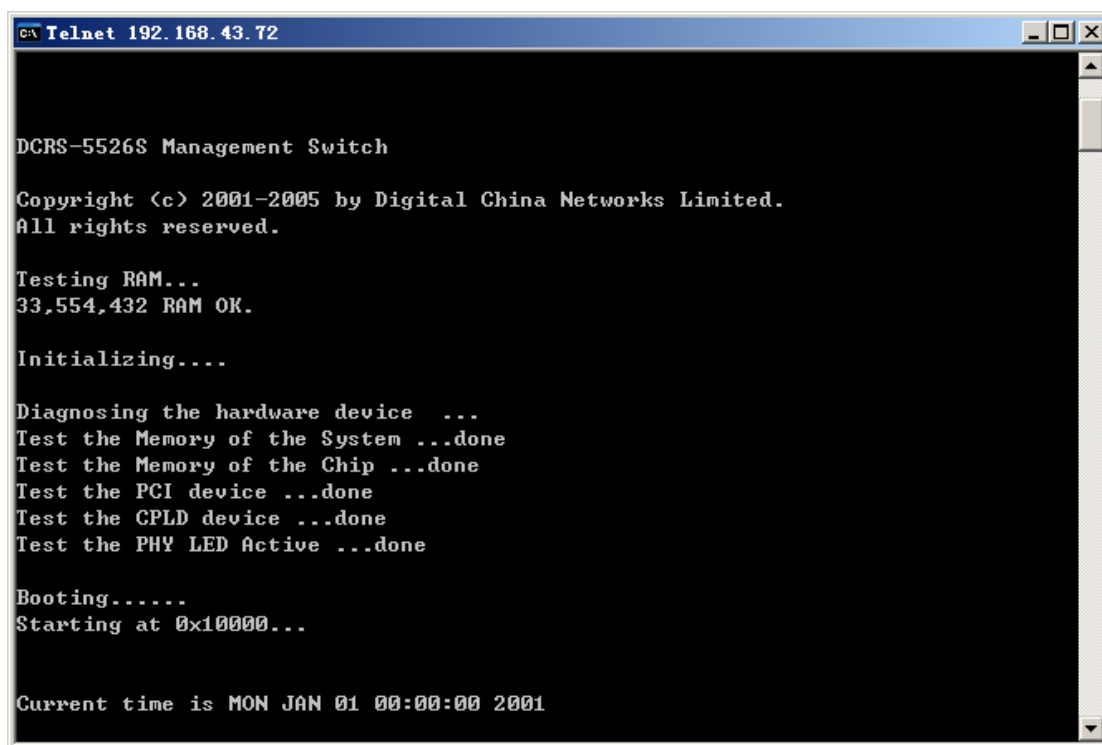 Telnet 192.168.43.72
DCRS-5526S Management Switch
Copyright (c) 2001-2005 by Digital China Networks Limited.
All rights reserved.
Testing RAM...
33,554,432 RAM OK.
Initializing....
Diagnosing the hardware device  ...
Test the Memory of the System ...done
Test the Memory of the Chip ...done
Test the PCI device ...done
Test the CPLD device ...done
Test the PHY LED Active ...done
Booting......
Starting at 0x10000...
Current time is MON JAN 01 00:00:00 2001